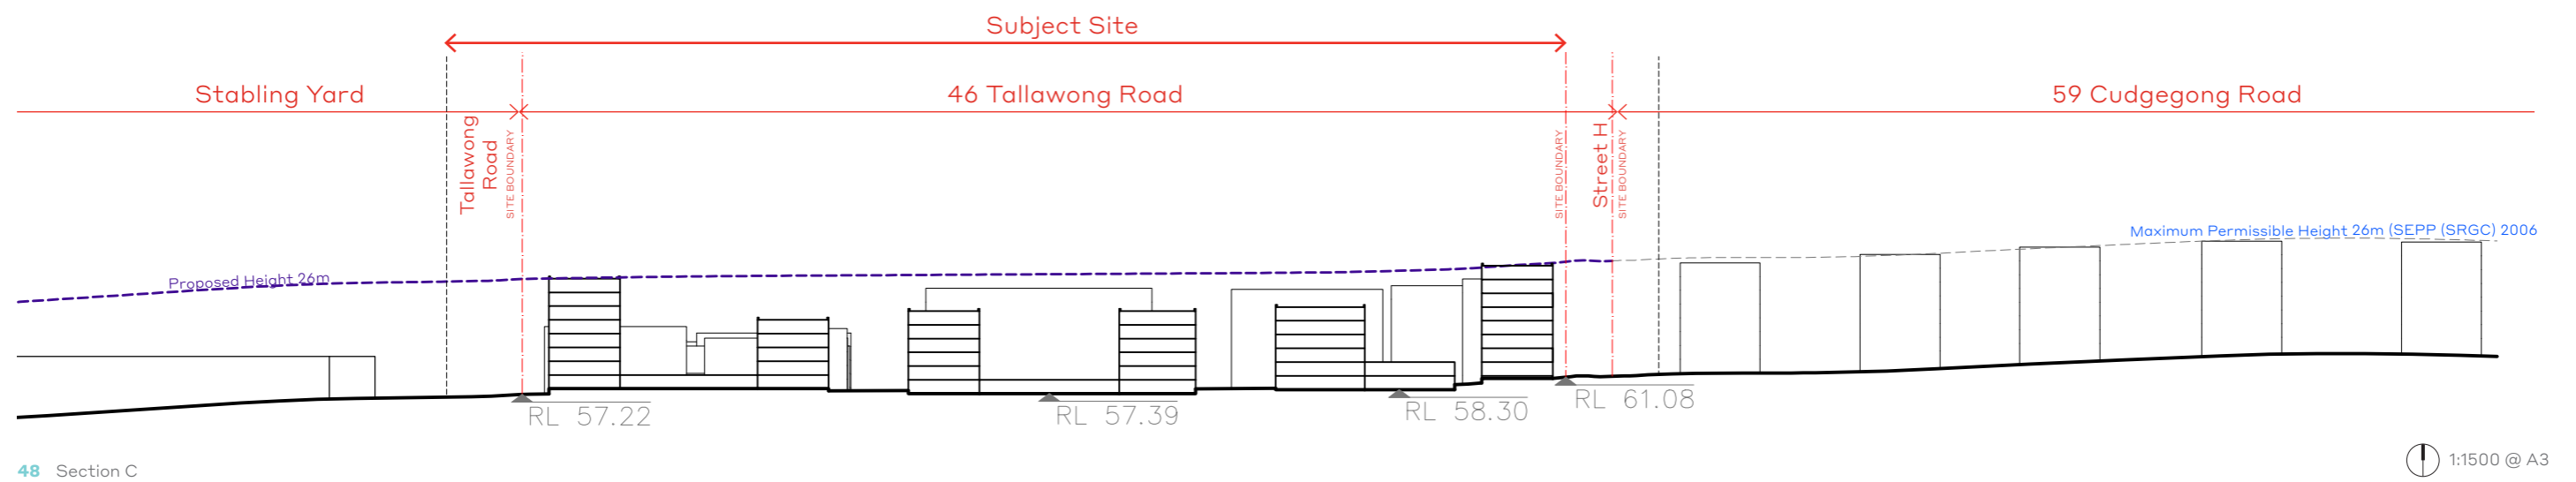 Subject Site
Stabling Yard
46 Tallawong Road
59 Cudgegong Road
Tallawong
Road
SITE BOUNDARY
SITE BOUNDARY
Street H
SITE BOUNDARY
Maximum Permissible Height 26m (SEPP (SRGC) 2006
Proposed Height 26m
RL 57.22
RL 57.39
RL 58.30
RL 61.08
48 Section C
1:1500 @ A3